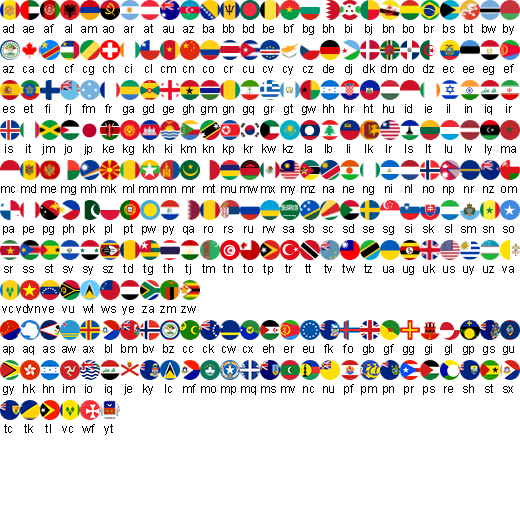 ad ae af al am ao ar at au az ba bb bd be bf bg bh bi bj bn bo br bs bt bw by
az ca cd cf cg ch ci cl cm cn co cr cu cv cy cz de dj dk dm do dz ec ee eg ef
es et fi fj fm fr ga gd ge gh gm gn gq gr gt gw hh hr ht hu id ie il in iq ir
is it jm jo jp ke kg kh ki km kn kp kr kw kz la lb li lk lr ls lt lu lv ly ma
mc md me mg mh mk ml mm mn mr mt mu mw mx my mz na ne ng ni nl no np nr nz om
pa pe pg ph pk pl pt pw py qa ro rs ru rw sa sb sc sd se sg si sk sl sm sn so
sr ss st sv sy sz td tg th tj tm tn to tp tr tt tv tw tz ua ug uk us uy uz va
vc vdn ve vu wl ws ye za zm zw
ap aq as aw ax bl bm bv bz cc ck cw cx eh er eu fk fo gb gf gg gi gl gp gs gu
gy hk hn im io iq je ky lc mf mo mp mq ms mv nc nu pf pm pn pr ps re sh st sx
tc tk tl vc wf yt